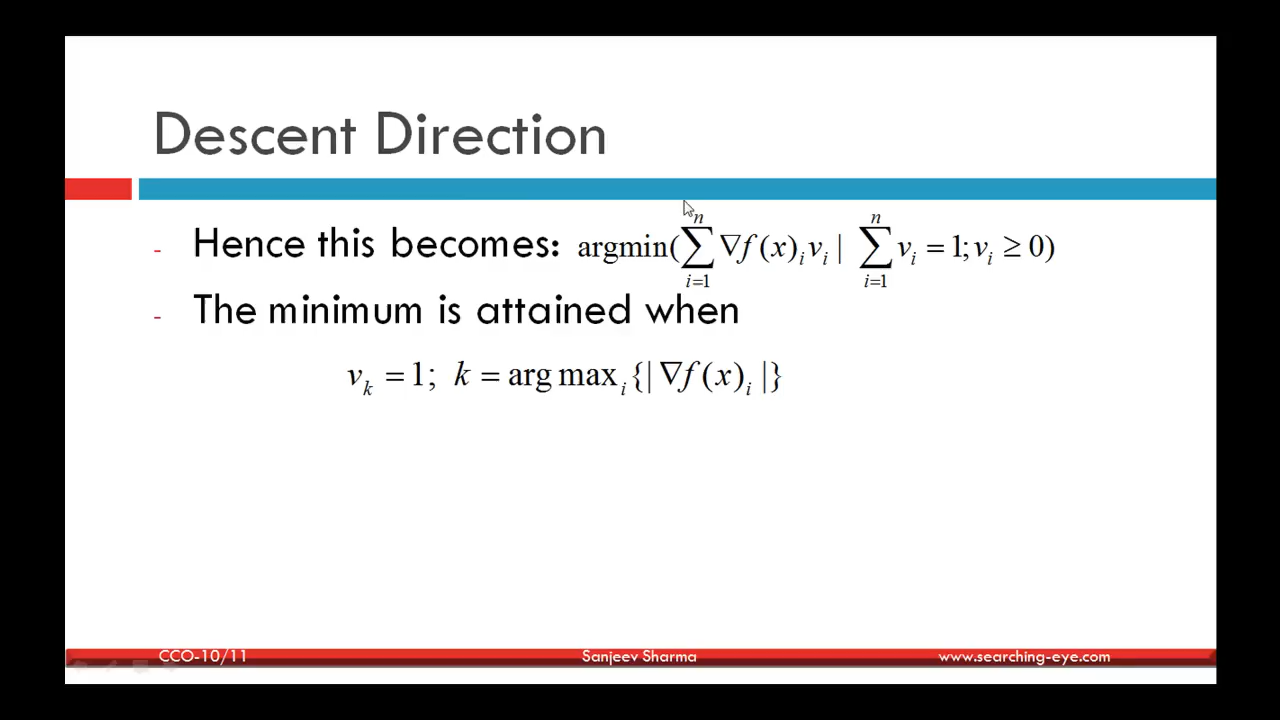 Descent Direction
- Hence this becomes: argmin(∑_{i=1}^{n} ∇f(x)_i v_i | ∑_{i=1}^{n} v_i = 1; v_i ≥ 0)
- The minimum is attained when
v_k = 1; k = arg max_i {| ∇f(x)_i |}
CCO-10/11 Sanjeev Sharma www.searching-eye.com